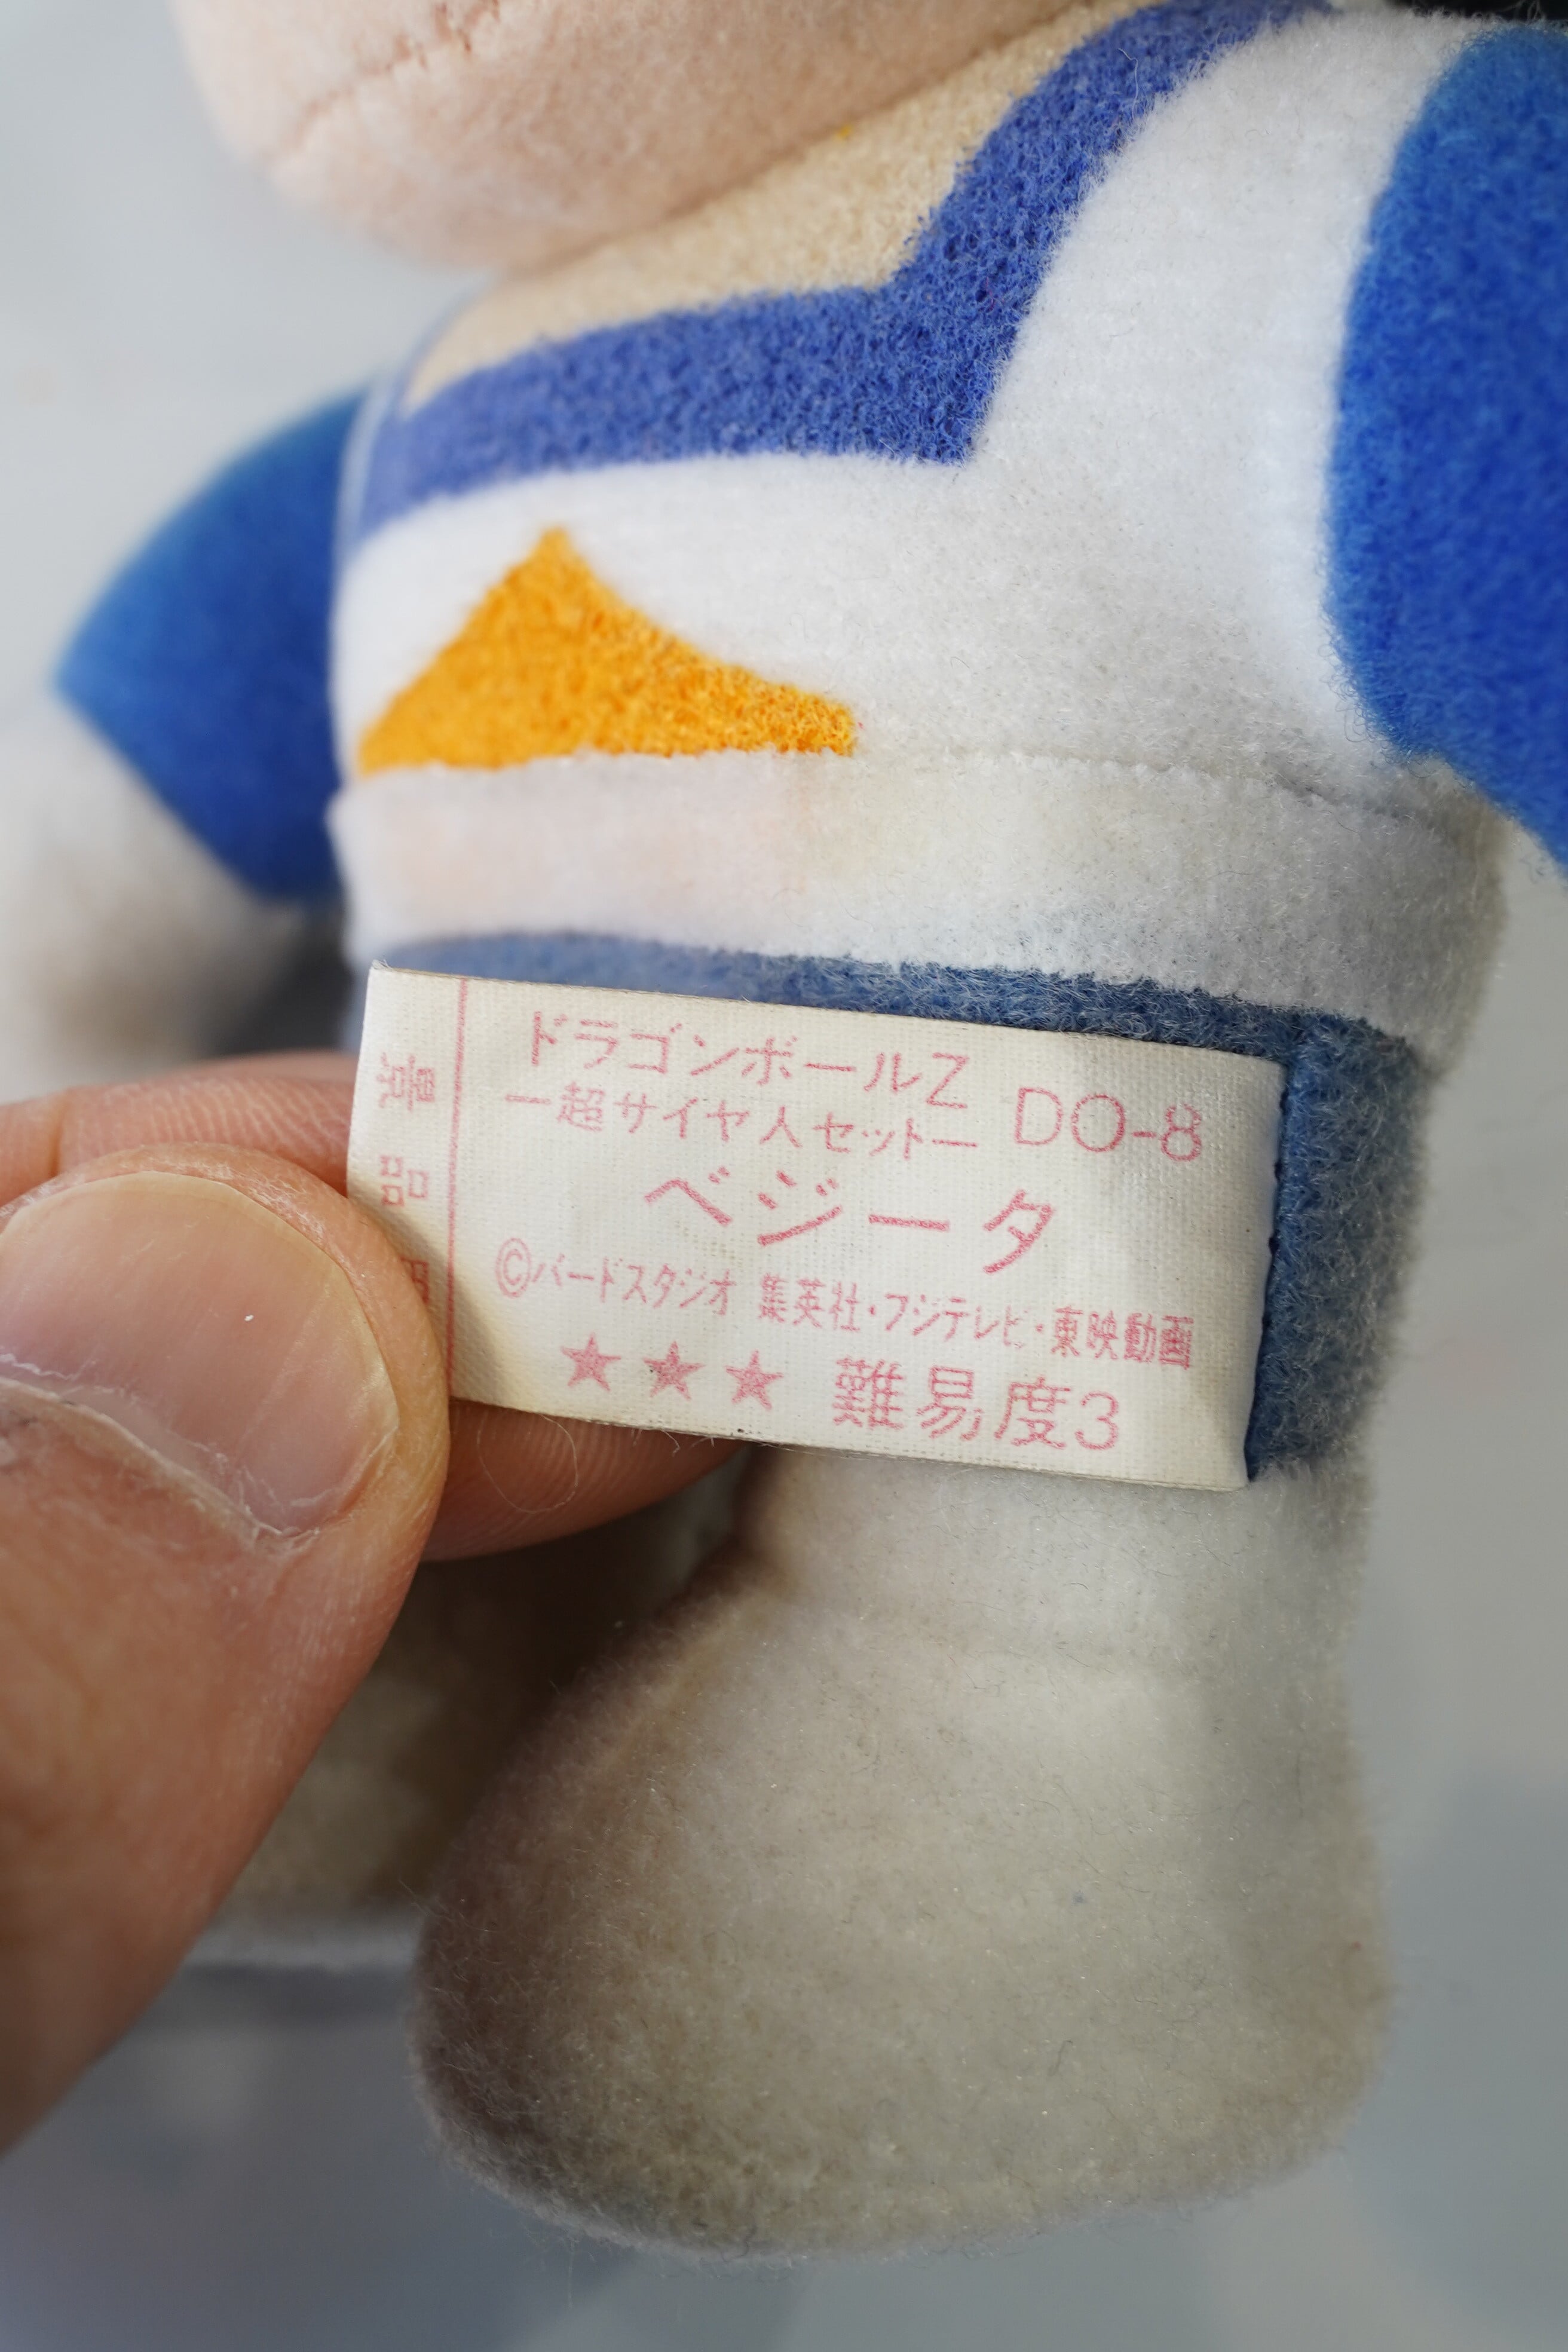 ドラゴンボールZ DO-8
ー超サイヤ人セットー
ベジータ
©バードスタジオ 集英社・フジテレビ・東映動画
★★★ 難易度3
景品